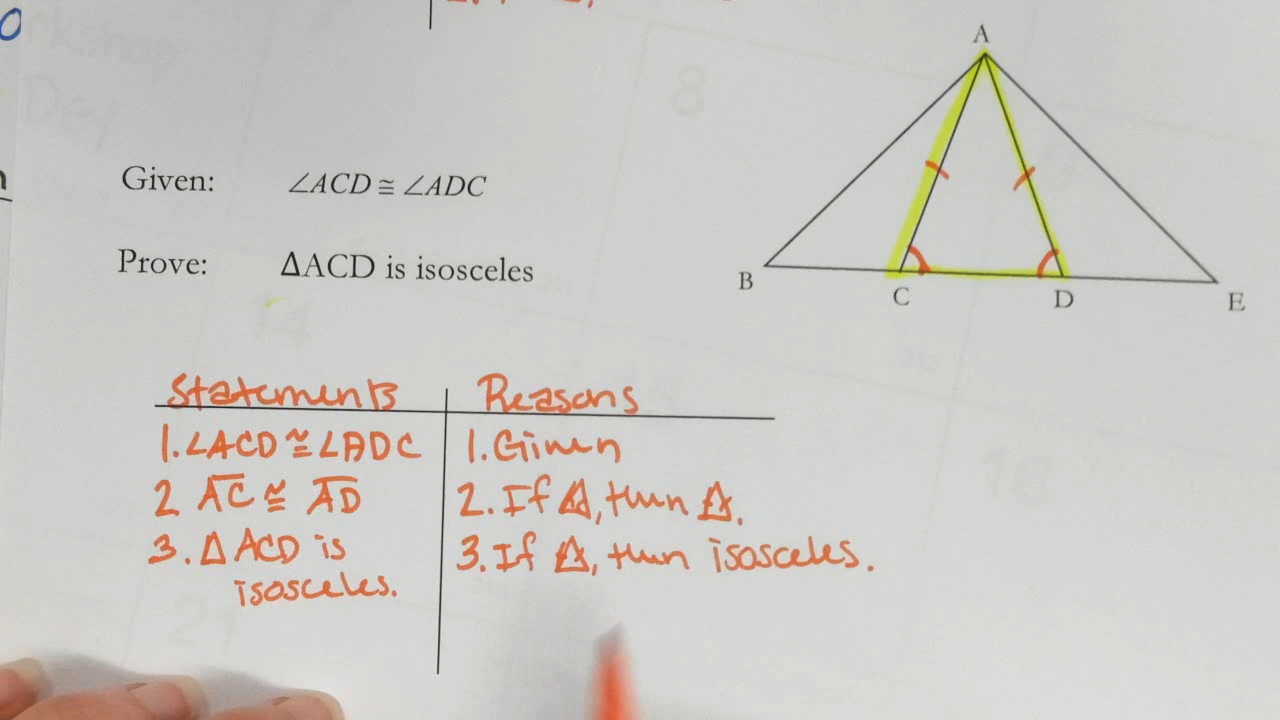 A
Given: ∠ACD ≅ ∠ADC
Prove: ΔACD is isosceles
B
C
D
E
Statements Reasons
1. ∠ACD ≅ ∠ADC 1. Given
2 AC ≅ AD 2. If △, then △.
3. Δ ACD is 3. If △, then isosceles.
isosceles.